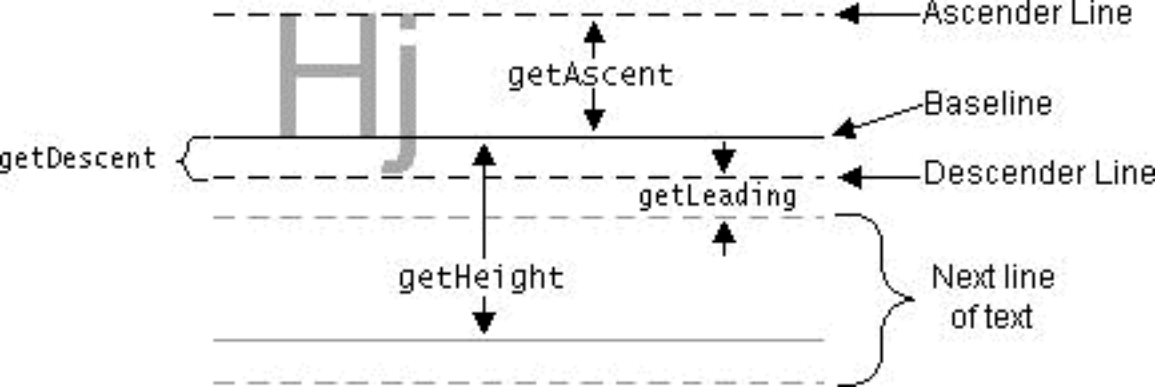 Ascender Line
Hj
getAscent
Baseline
getDescent
Descender Line
getLeading
getHeight
Next line
of text